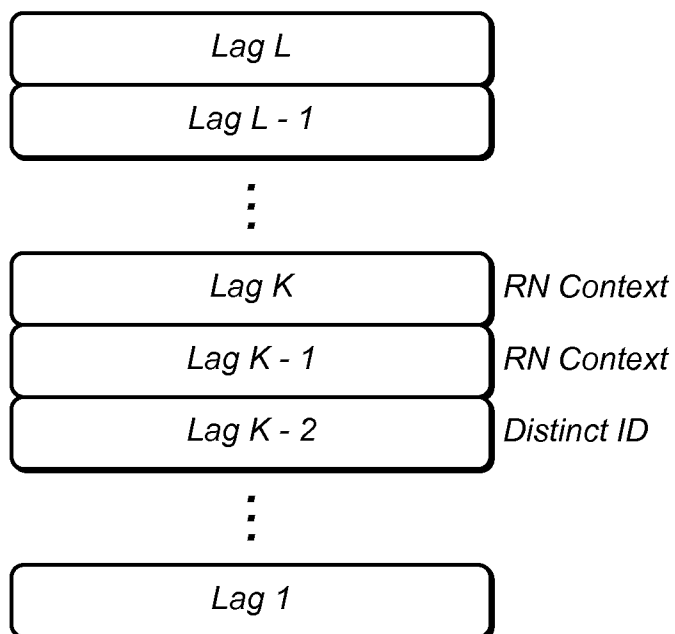 Lag L
Lag L - 1
Lag K RN Context
Lag K - 1 RN Context
Lag K - 2 Distinct ID
Lag 1